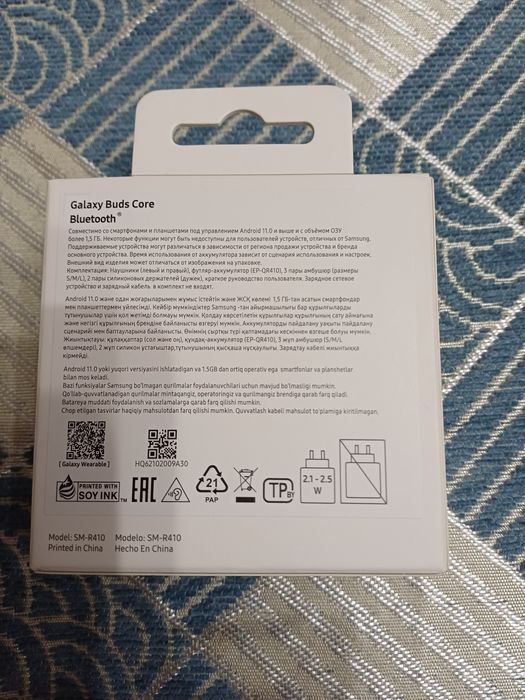 Galaxy Buds Core
Bluetooth®
Совместимо со смартфонами и планшетами под управлением Android 11.0 и выше и с объёмом ОЗУ
более 1,5 ГБ. Некоторые функции могут быть недоступны для пользователей устройств, отличных от Samsung.
Поддерживаемые устройства могут различаться в зависимости от региона продажи устройства и бренда
основного устройства. Время использования от аккумулятора зависит от сценария использования и настроек.
Внешний вид изделия может отличаться от изображения на упаковке.
Комплектация: Наушники (левый и правый), футляр-аккумулятор (EP-QR410), 3 пары амбушюр (размеры
S/M/L), 2 пары силиконовых держателей (дужек), краткое руководство пользователя. Зарядное сетевое
устройство и зарядный кабель в комплект не входят.
Android 11.0 және одан жоғарыларымен жұмыс істейтін және ЖСҚ көлемі 1,5 ГБ-тан асатын смартфондар
мен планшеттермен үйлесімді. Кейбір мүмкіндіктер Samsung -тан айырмашылығы бар құрылғыларды
тұтынушылар үшін қол жетімді болмауы мүмкін. Қолдау көрсетілетін құрылғылар құрылғының сату аймағына
және негізгі құрылғының брендіне байланысты өзгеруі мүмкін. Аккумуляторды пайдалану уақыты пайдалану
сценарийі мен баптауларына байланысты. Өнімнің сыртқы түрі қаптамадағы кескіннен өзгеше болуы мүмкін.
Жиынтықтауы: құлаққаптар (сол және оң), қундақ-аккумулятор (EP-QR410), 3 жұп амбушюр (S/M/L
өлшемдері), 2 жұп силикон ұстағыштар,тұтынушының қысқаша нұсқаулығы. Зарядтау кабелі жиынтыққа
кірмейді.
Android 11.0 yoki yuqori versiyasini ishlatadigan va 1.5GB dan ortiq operativ ega smartfonlar va planshetlar
bilan mos keladi.
Bazi funksiyalar Samsung bo'lmagan qurilmalar foydalanuvchilari uchun mavjud bo'lmasligi mumkin.
Qo'llab-quvvatlanadigan qurilmalar mintaqangiz, operatoringiz va qurilmangiz brendiga qarab farq qiladi.
Batareya muddati foydalanish va sozlamalarga qarab farq qilishi mumkin.
Chop etilgan tasvirlar haqiqiy mahsulotdan farq qilishi mumkin. Quvvatlash kabeli mahsulot to'plamiga kiritilmagan.
[ Galaxy Wearable ]
HQ62102009A30
PRINTED WITH
SOY INK™
EAC
21
PAP
TP
BY
2.1 - 2.5
W
Model: SM-R410 Modelo: SM-R410
Printed in China Hecho En China